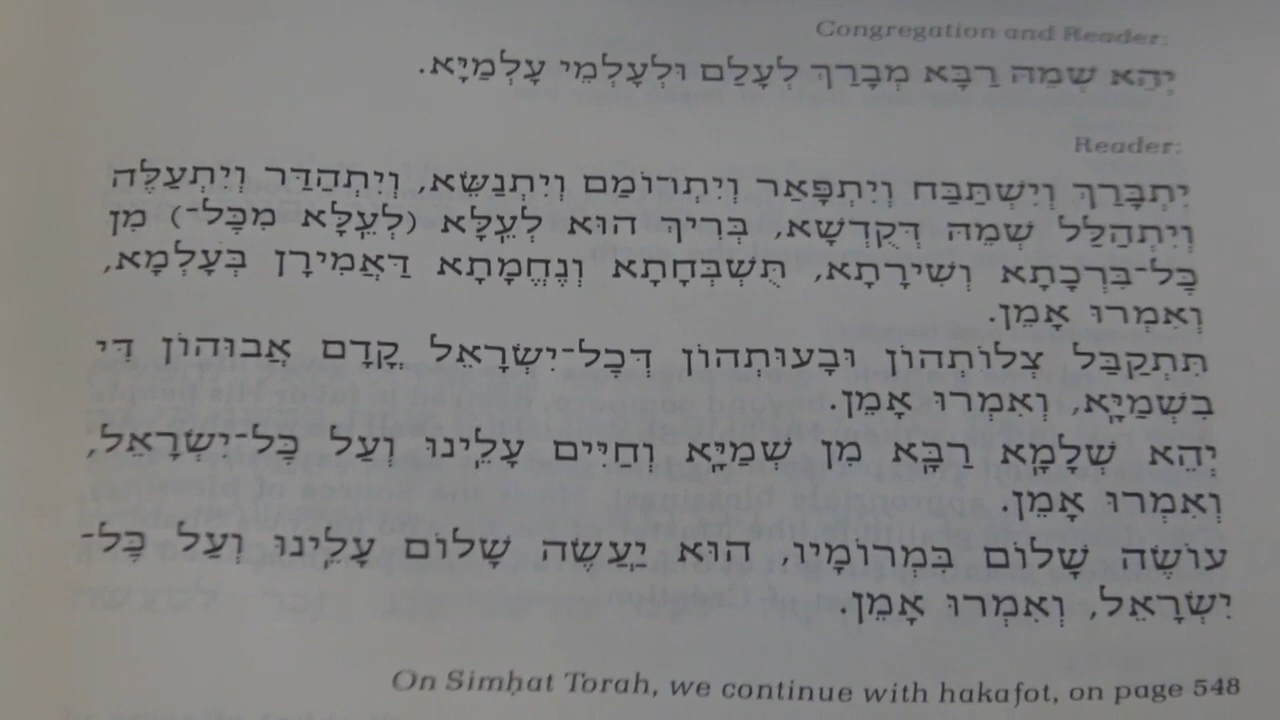 Congregation and Reader:
יְהֵא שְׁמֵהּ רַבָּא מְבָרַךְ לְעָלַם וּלְעָלְמֵי עָלְמַיָּא.
Reader:
יִתְבָּרַךְ וְיִשְׁתַּבַּח וְיִתְפָּאַר וְיִתְרוֹמַם וְיִתְנַשֵּׂא, וְיִתְהַדַּר וְיִתְעַלֶּה
וְיִתְהַלַּל שְׁמֵהּ דְּקֻדְשָׁא, בְּרִיךְ הוּא לְעֵלָּא (לְעֵלָּא מִכׇּל־) מִן
כׇּל־בִּרְכָתָא וְשִׁירָתָא, תֻּשְׁבְּחָתָא וְנֶחֱמָתָא דַּאֲמִירָן בְּעָלְמָא,
וְאִמְרוּ אָמֵן.
תִּתְקַבַּל צְלוֹתְהוֹן וּבָעוּתְהוֹן דְּכׇל־יִשְׂרָאֵל קֳדָם אֲבוּהוֹן דִּי
בִשְׁמַיָּא, וְאִמְרוּ אָמֵן.
יְהֵא שְׁלָמָא רַבָּא מִן שְׁמַיָּא וְחַיִּים עָלֵינוּ וְעַל כׇּל־יִשְׂרָאֵל,
וְאִמְרוּ אָמֵן.
עוֹשֶׂה שָׁלוֹם בִּמְרוֹמָיו, הוּא יַעֲשֶׂה שָׁלוֹם עָלֵינוּ וְעַל כׇּל־
יִשְׂרָאֵל, וְאִמְרוּ אָמֵן.
On Simḥat Torah, we continue with hakafot, on page 548